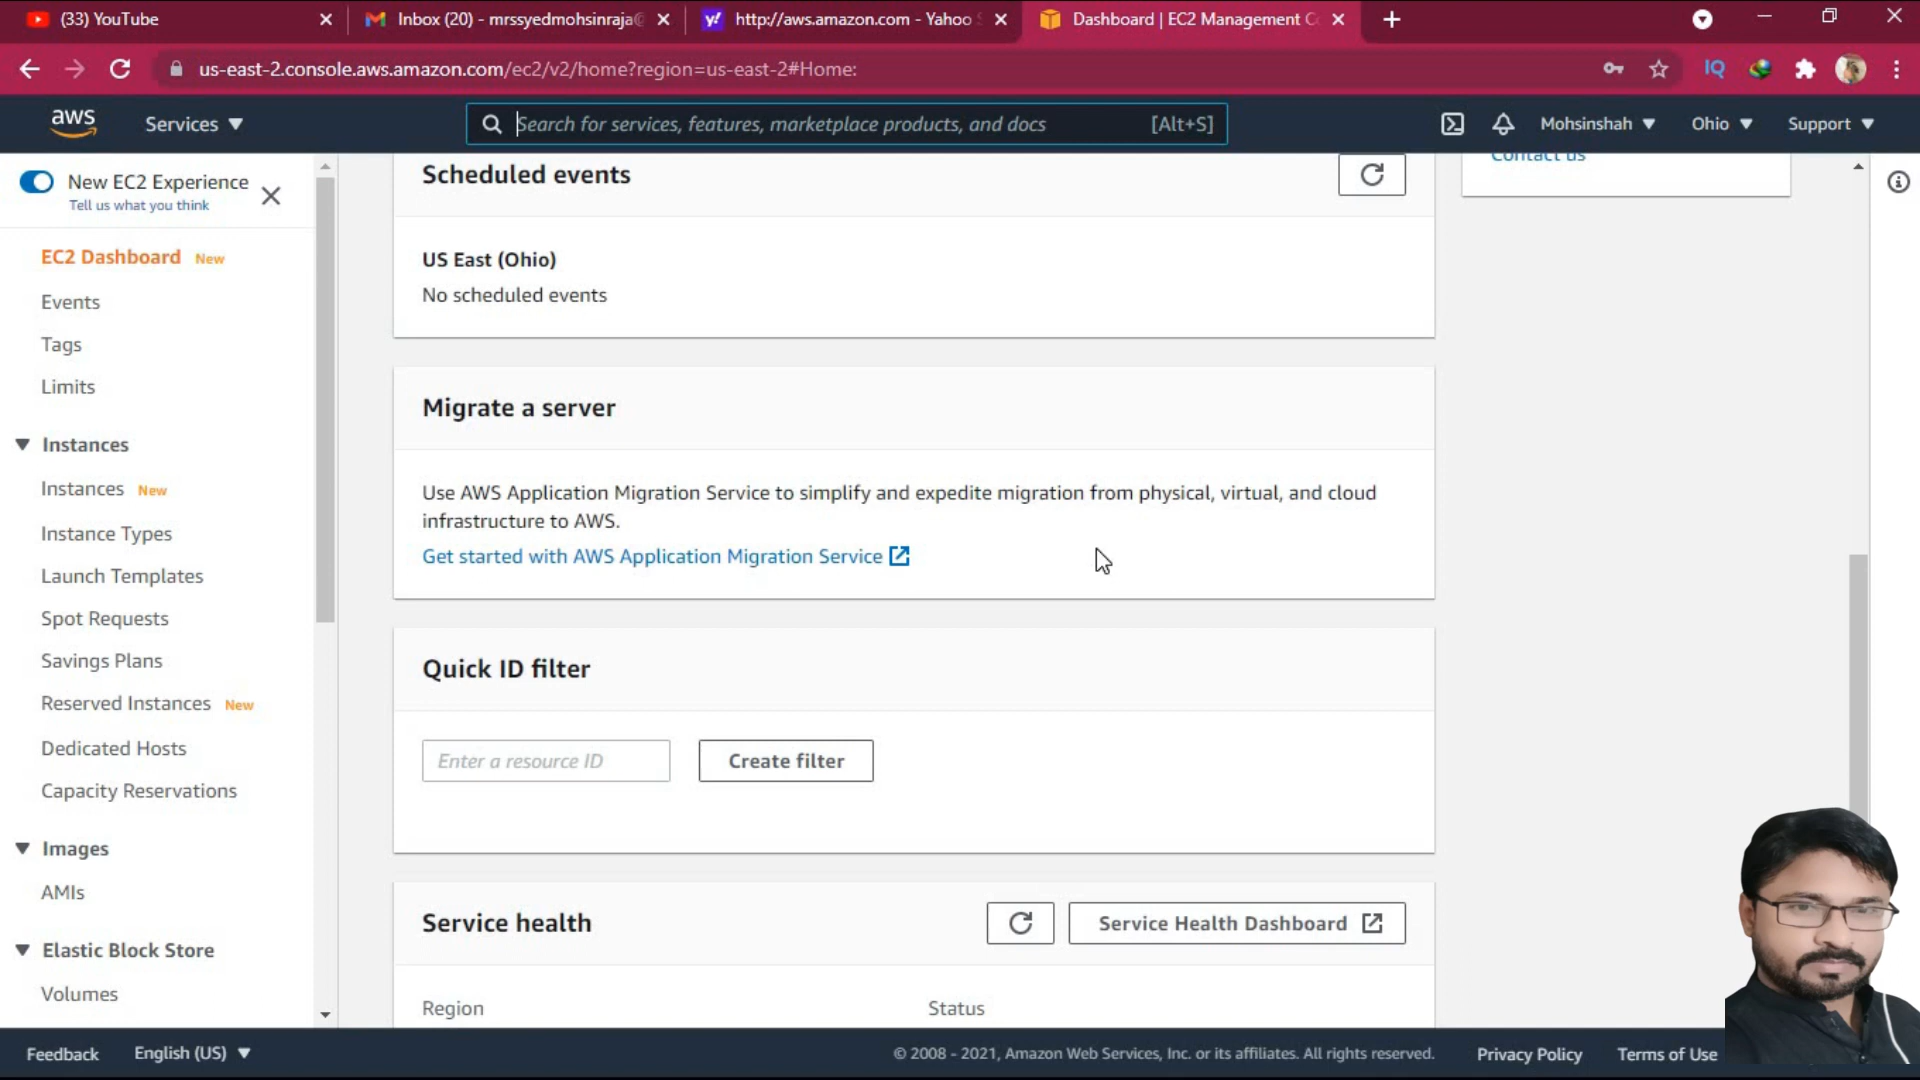 (33) YouTube
Inbox (20) - mrssyedmohsinraja@
http://aws.amazon.com - Yahoo S
Dashboard | EC2 Management C
us-east-2.console.aws.amazon.com/ec2/v2/home?region=us-east-2#Home:
IQ
aws
Services
Search for services, features, marketplace products, and docs
[Alt+S]
Mohsinshah
Ohio
Support
New EC2 Experience
Tell us what you think
EC2 Dashboard New
Events
Tags
Limits
Instances
Instances New
Instance Types
Launch Templates
Spot Requests
Savings Plans
Reserved Instances New
Dedicated Hosts
Capacity Reservations
Images
AMIs
Elastic Block Store
Volumes
Scheduled events
US East (Ohio)
No scheduled events
Migrate a server
Use AWS Application Migration Service to simplify and expedite migration from physical, virtual, and cloud
infrastructure to AWS.
Get started with AWS Application Migration Service
Quick ID filter
Enter a resource ID
Create filter
Service health
Service Health Dashboard
Region
Status
Contact us
Feedback
English (US)
© 2008 - 2021, Amazon Web Services, Inc. or its affiliates. All rights reserved.
Privacy Policy
Terms of Use